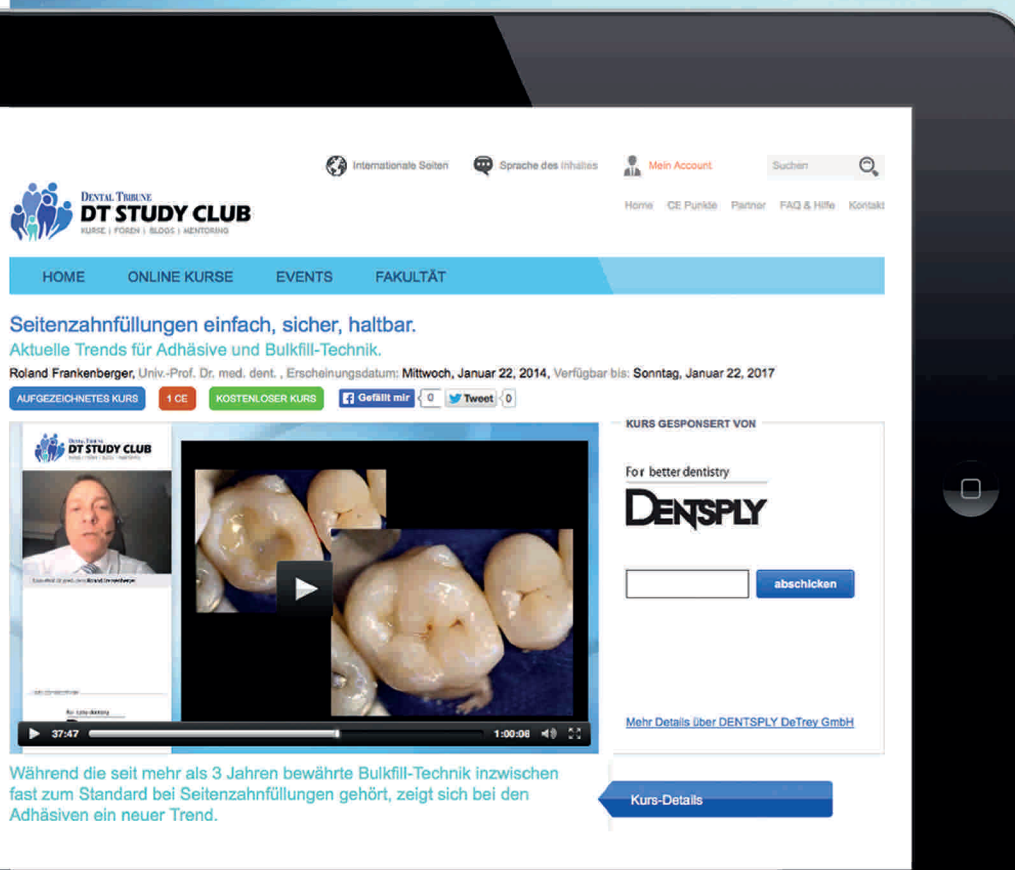 Internationale Seiten
Sprache des Inhaltes
Mein Account
Suchen
DENTAL TRIBUNE
DT STUDY CLUB
KURSE | FOREN | BLOGS | MENTORING
Home CE Punkte Partner FAQ & Hilfe Kontakt
HOME ONLINE KURSE EVENTS FAKULTÄT
Seitenzahnfüllungen einfach, sicher, haltbar.
Aktuelle Trends für Adhäsive und Bulkfill-Technik.
Roland Frankenberger, Univ.-Prof. Dr. med. dent. , Erscheinungsdatum: Mittwoch, Januar 22, 2014, Verfügbar bis: Sonntag, Januar 22, 2017
AUFGEZEICHNETES KURS 1 CE KOSTENLOSER KURS Gefällt mir 0 Tweet 0
DENTAL TRIBUNE
DT STUDY CLUB
Roland Frankenberger
For better dentistry
37:47 1:00:06
KURS GESPONSERT VON
For better dentistry
DENTSPLY
abschicken
Mehr Details über DENTSPLY DeTrey GmbH
Während die seit mehr als 3 Jahren bewährte Bulkfill-Technik inzwischen
fast zum Standard bei Seitenzahnfüllungen gehört, zeigt sich bei den
Adhäsiven ein neuer Trend.
Kurs-Details